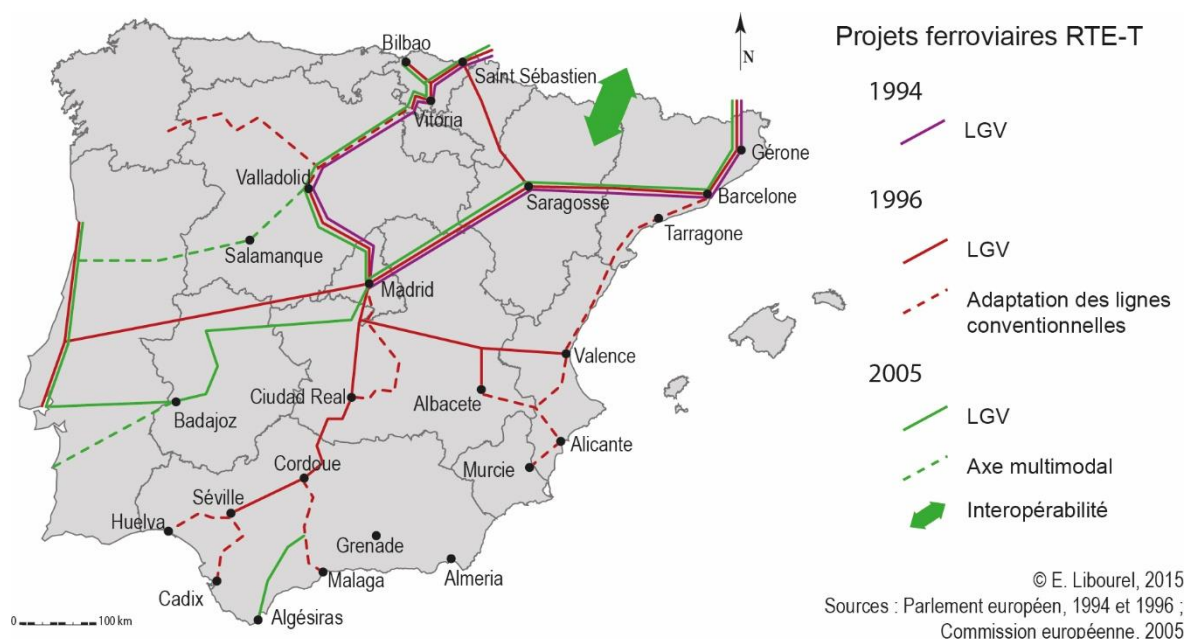 Projets ferroviaires RTE-T
1994
LGV
1996
LGV
Adaptation des lignes
conventionnelles
2005
LGV
Axe multimodal
Interopérabilité
© E. Libourel, 2015
Sources : Parlement européen, 1994 et 1996 ;
Commission européenne, 2005
N
Bilbao
Saint Sébastien
Vitoria
Gérone
Valladolid
Saragosse
Barcelone
Tarragone
Salamanque
Madrid
Valence
Ciudad Real
Albacete
Badajoz
Alicante
Murcie
Cordoue
Séville
Huelva
Grenade
Almeria
Malaga
Cadix
Algésiras
0 100 km